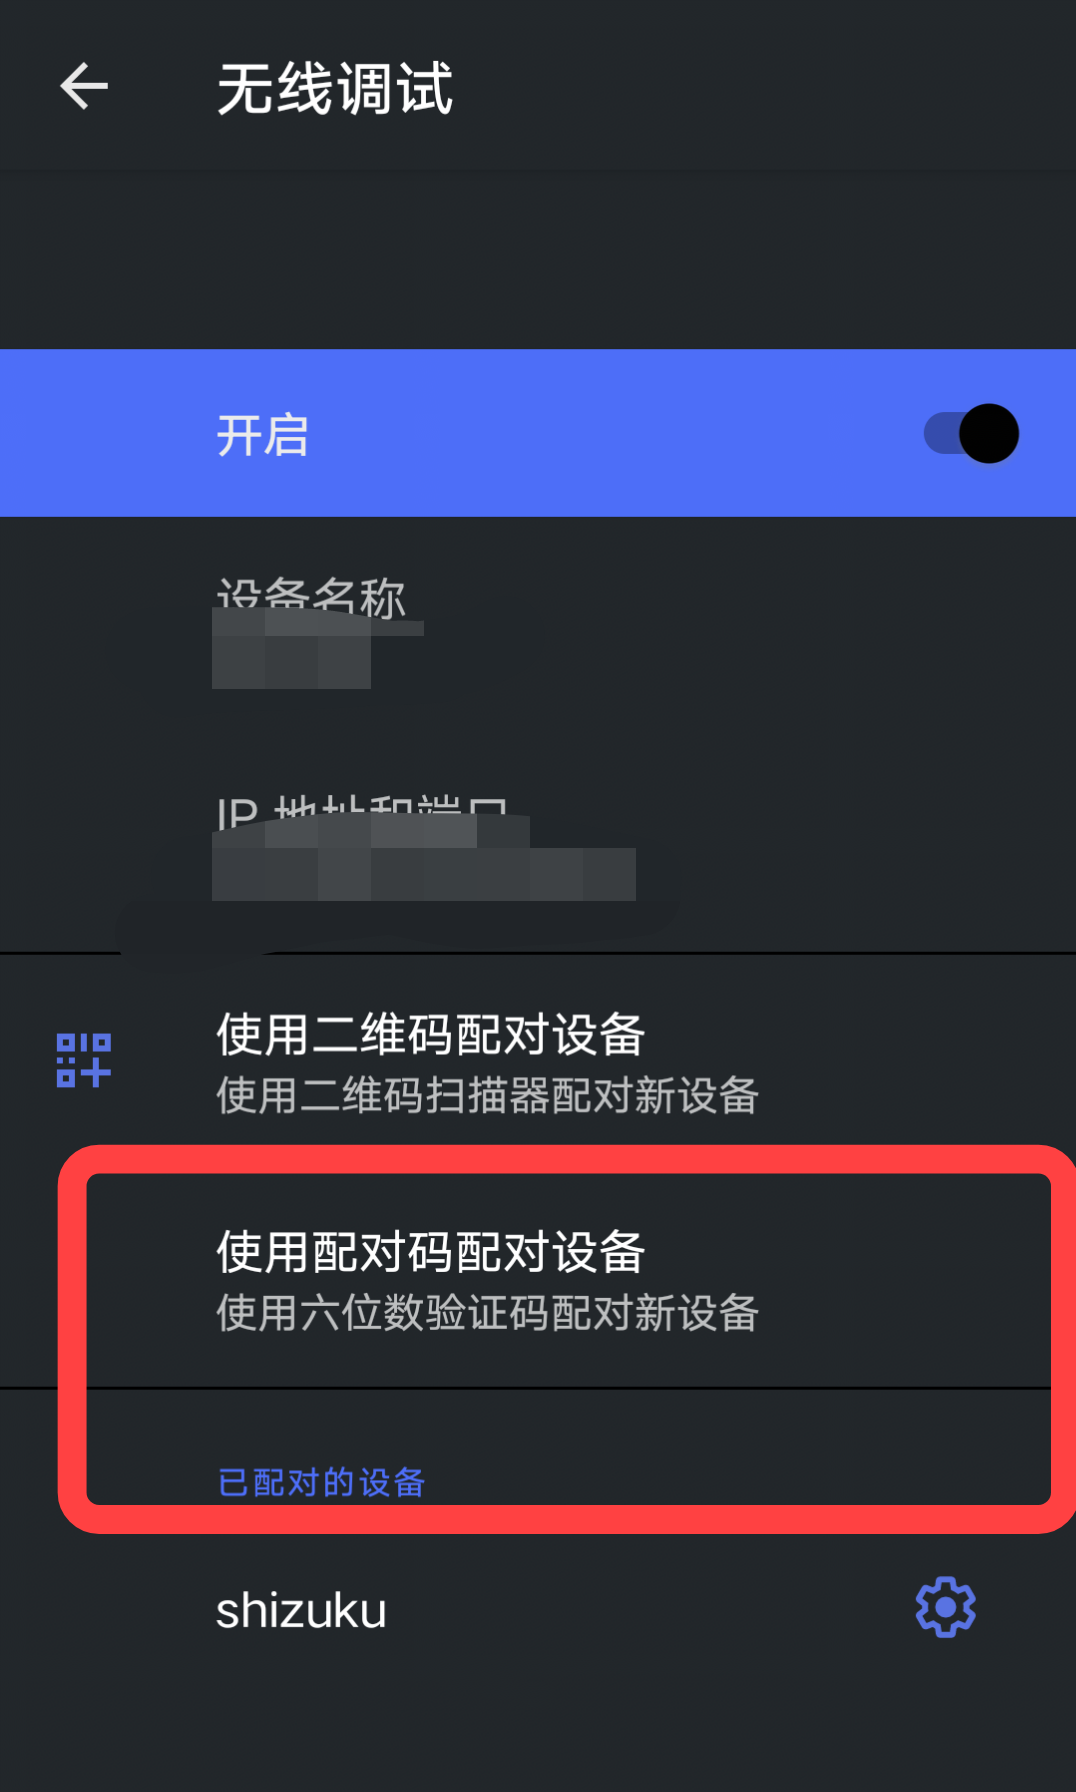 无线调试
开启
设备名称
IP 地址和端口
使用二维码配对设备
使用二维码扫描器配对新设备
使用配对码配对设备
使用六位数验证码配对新设备
已配对的设备
shizuku